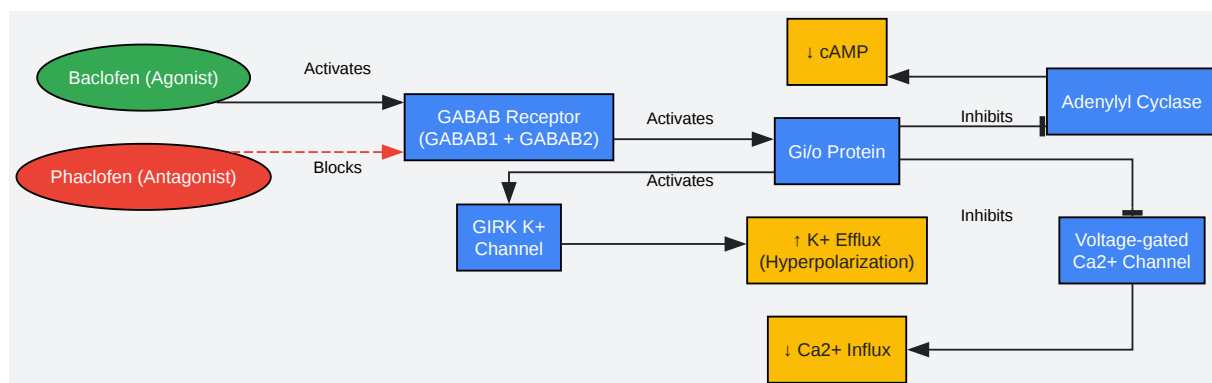 ↓ cAMP
Baclofen (Agonist)
Activates
Adenylyl Cyclase
GABAB Receptor
(GABAB1 + GABAB2)
Activates
Inhibits
Gi/o Protein
Phaclofen (Antagonist)
Blocks
Activates
GIRK K+
Channel
↑ K+ Efflux
(Hyperpolarization)
Inhibits
Voltage-gated
Ca2+ Channel
↓ Ca2+ Influx